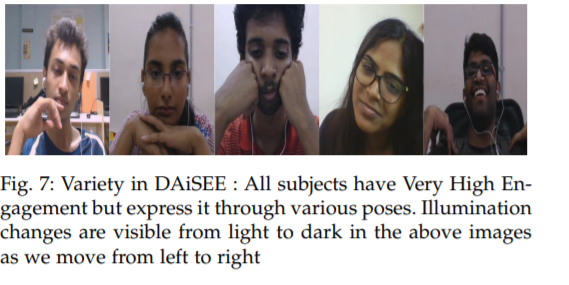 Fig. 7: Variety in DAiSEE : All subjects have Very High En-
gagement but express it through various poses. Illumination
changes are visible from light to dark in the above images
as we move from left to right